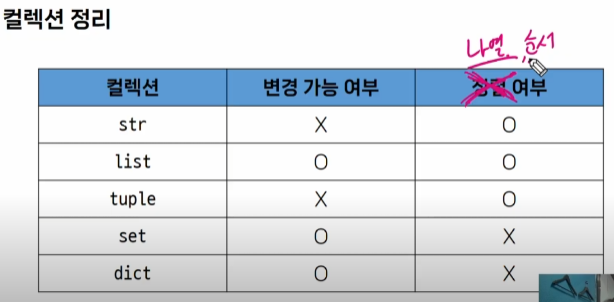 컬렉션 정리
나열, 순서
컬렉션 변경 가능 여부 정렬 여부
str X O
list O O
tuple X O
set O X
dict O X